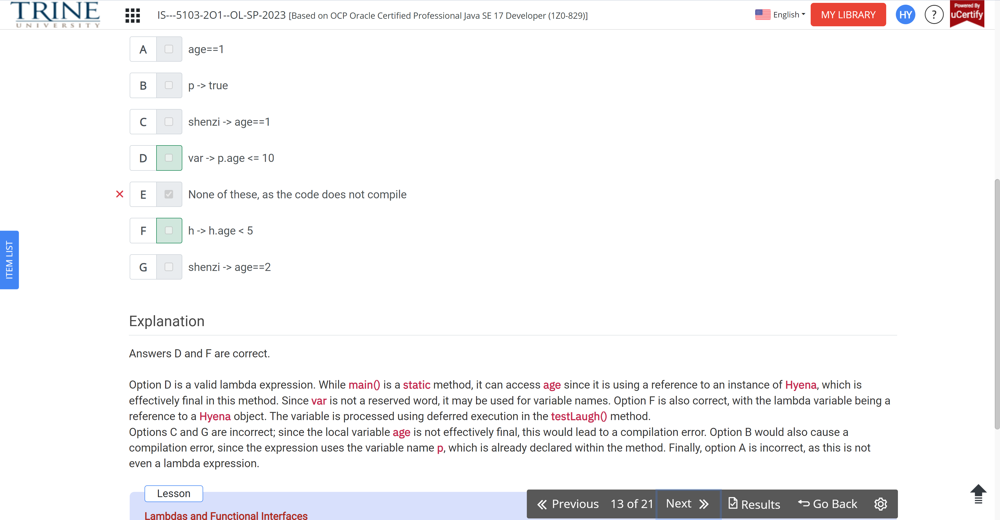 TRINE
UNIVERSITY
IS---5103-2O1--OL-SP-2023 [Based on OCP Oracle Certified Professional Java SE 17 Developer (1Z0-829)]
English
MY LIBRARY
HY
?
Powered By
uCertify
A age==1
B p -> true
C shenzi -> age==1
D var -> p.age <= 10
E None of these, as the code does not compile
F h -> h.age < 5
G shenzi -> age==2
ITEM LIST
Explanation
Answers D and F are correct.
Option D is a valid lambda expression. While main() is a static method, it can access age since it is using a reference to an instance of Hyena, which is
effectively final in this method. Since var is not a reserved word, it may be used for variable names. Option F is also correct, with the lambda variable being a
reference to a Hyena object. The variable is processed using deferred execution in the testLaugh() method.
Options C and G are incorrect; since the local variable age is not effectively final, this would lead to a compilation error. Option B would also cause a
compilation error, since the expression uses the variable name p, which is already declared within the method. Finally, option A is incorrect, as this is not
even a lambda expression.
Lesson
Lambdas and Functional Interfaces
Previous 13 of 21 Next Results Go Back